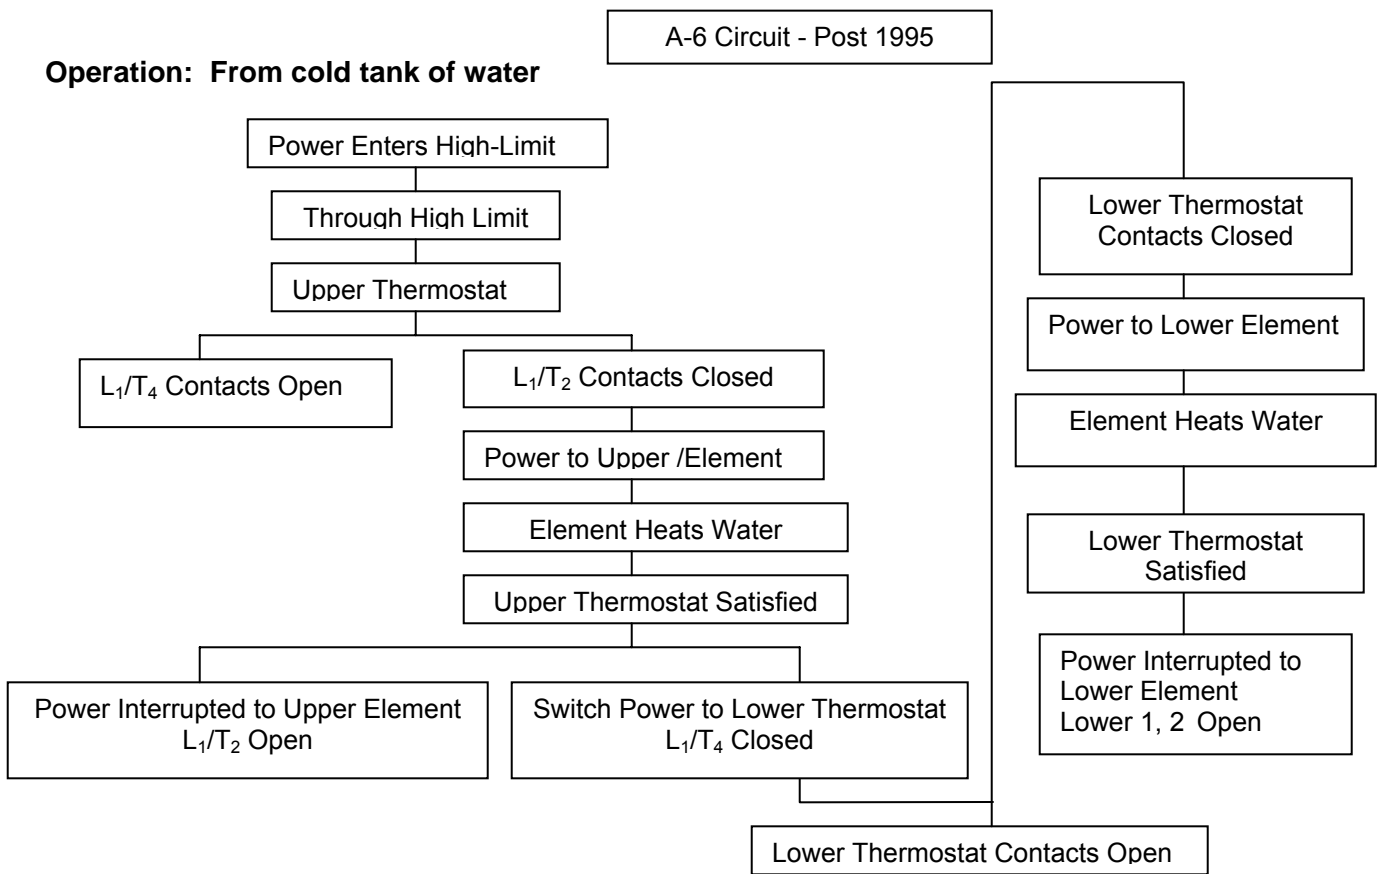 A-6 Circuit - Post 1995
Operation: From cold tank of water
Power Enters High-Limit
Through High Limit
Upper Thermostat
L₁/T₄ Contacts Open
L₁/T₂ Contacts Closed
Power to Upper /Element
Element Heats Water
Upper Thermostat Satisfied
Power Interrupted to Upper Element
L₁/T₂ Open
Switch Power to Lower Thermostat
L₁/T₄ Closed
Lower Thermostat Contacts Open
Lower Thermostat
Contacts Closed
Power to Lower Element
Element Heats Water
Lower Thermostat
Satisfied
Power Interrupted to
Lower Element
Lower 1, 2 Open